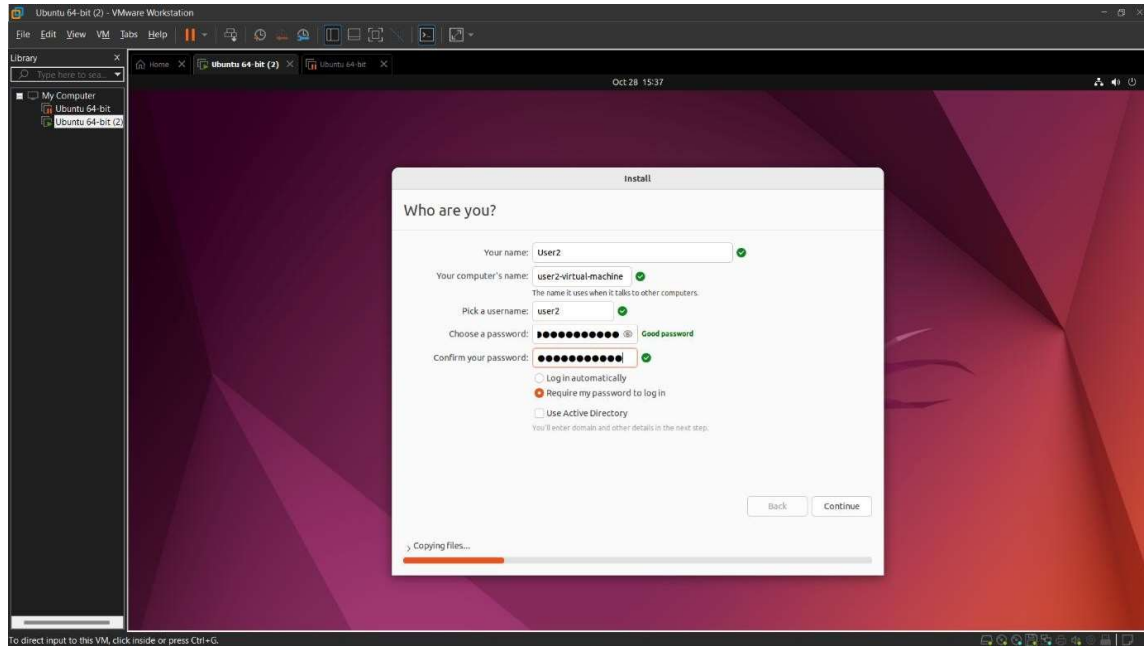 Ubuntu 64-bit (2) - VMware Workstation
File Edit View VM Tabs Help
Library X
Type here to sea...
Home X Ubuntu 64-bit (2) X Ubuntu 64-bit X
Oct 28 15:37
My Computer
Ubuntu 64-bit
Ubuntu 64-bit (2)
Install
Who are you?
Your name: User2
Your computer's name: user2-virtual-machine
The name it uses when it talks to other computers.
Pick a username: user2
Choose a password: Good password
Confirm your password:
Log in automatically
Require my password to log in
Use Active Directory
You'll enter domain and other details in the next step.
Back Continue
Copying files...
To direct input to this VM, click inside or press Ctrl+G.